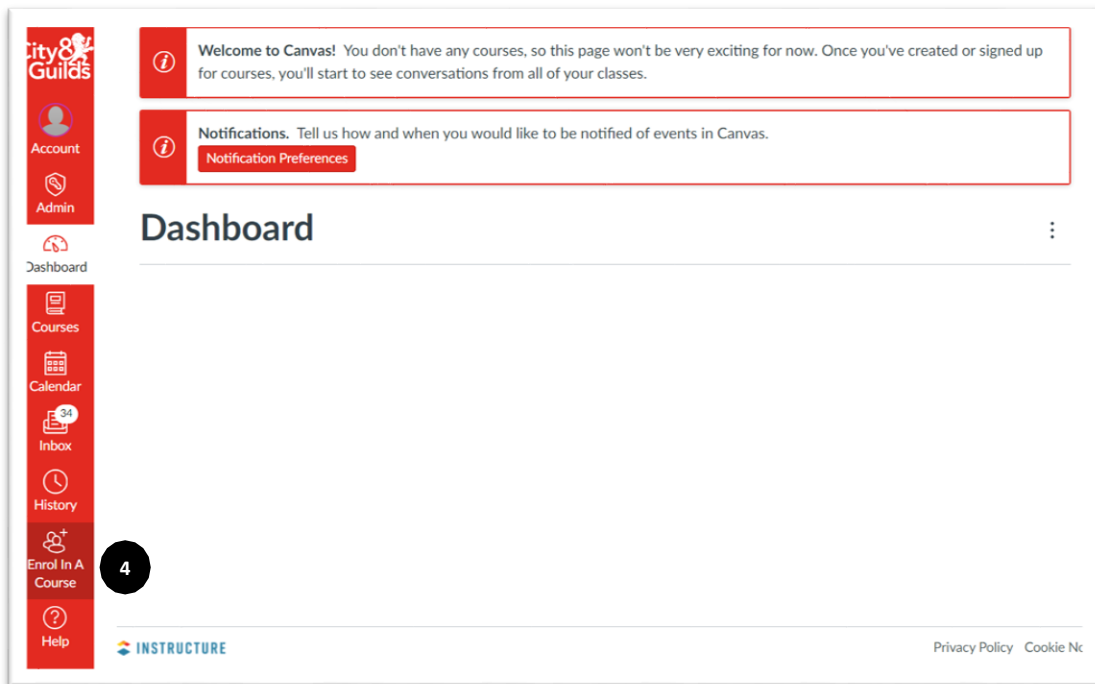 City&
Guilds
Account
Admin
Dashboard
Courses
Calendar
34
Inbox
History
Enrol In A
Course
4
Help
Welcome to Canvas! You don't have any courses, so this page won't be very exciting for now. Once you've created or signed up
for courses, you'll start to see conversations from all of your classes.
Notifications. Tell us how and when you would like to be notified of events in Canvas.
Notification Preferences
Dashboard
INSTRUCTURE
Privacy Policy Cookie No